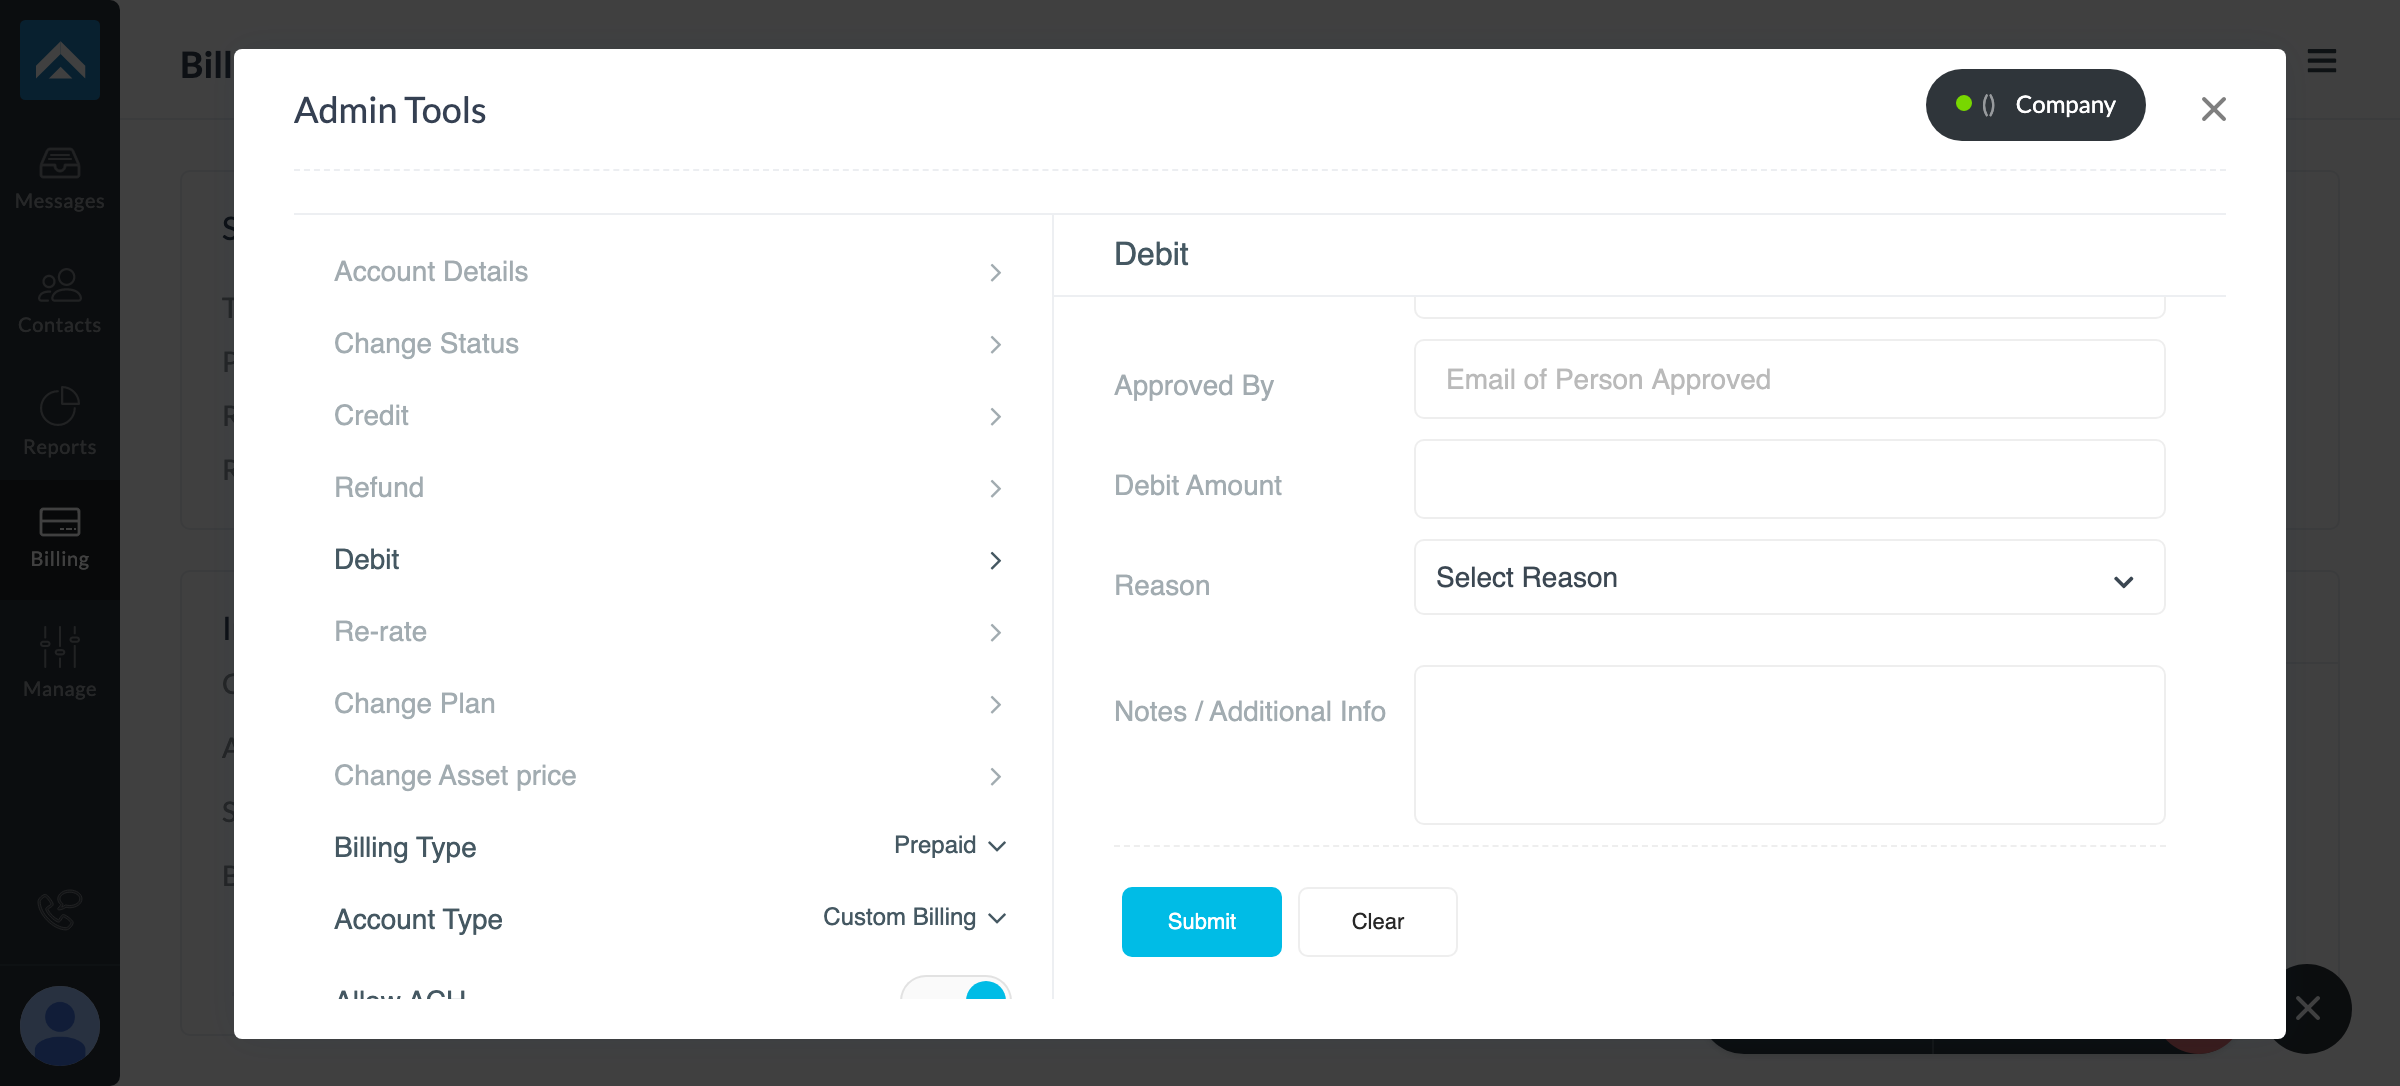 Bill
Admin Tools
() Company
Messages
Contacts
Reports
Billing
Manage
Account Details
Change Status
Credit
Refund
Debit
Re-rate
Change Plan
Change Asset price
Billing Type Prepaid
Account Type Custom Billing
Allow ACH
Debit
Approved By Email of Person Approved
Debit Amount
Reason Select Reason
Notes / Additional Info
Submit Clear